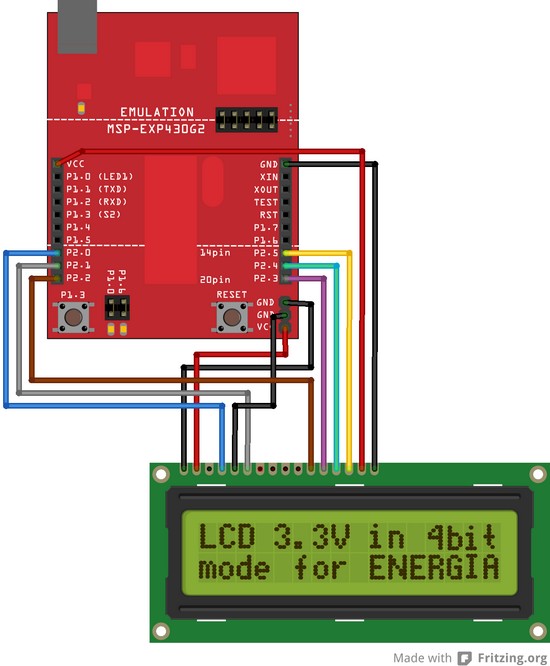 EMULATION
MSP-EXP430G2
VCC
P1.0 (LED1)
P1.1 (TXD)
P1.2 (RXD)
P1.3 (S2)
P1.4
P1.5
P2.0
P2.1
P2.2
GND
XIN
XOUT
TEST
RST
P1.7
P1.6
P2.5
P2.4
P2.3
14pin
20pin
P1.3
P1.0
P1.6
RESET
GND
GND
VCC
LCD 3.3V in 4bit
mode for ENERGIA
Made with Fritzing.org